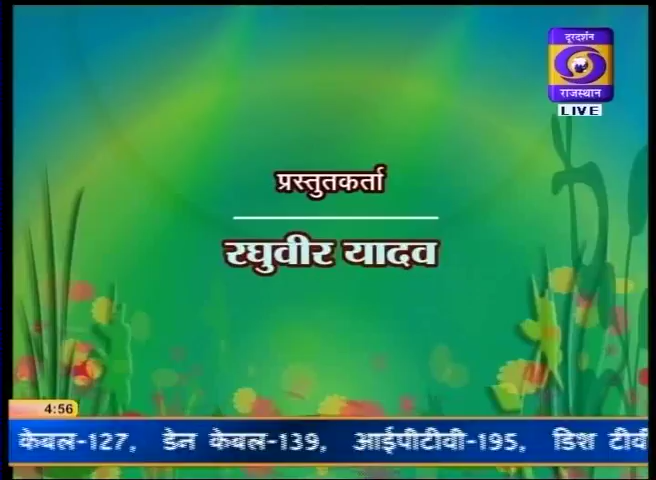 दूरदर्शन
राजस्थान
LIVE
प्रस्तुतकर्ता
रघुवीर यादव
4:56
केबल-127, डेन केबल-139, आईपीटीवी-195, डिश टीवी